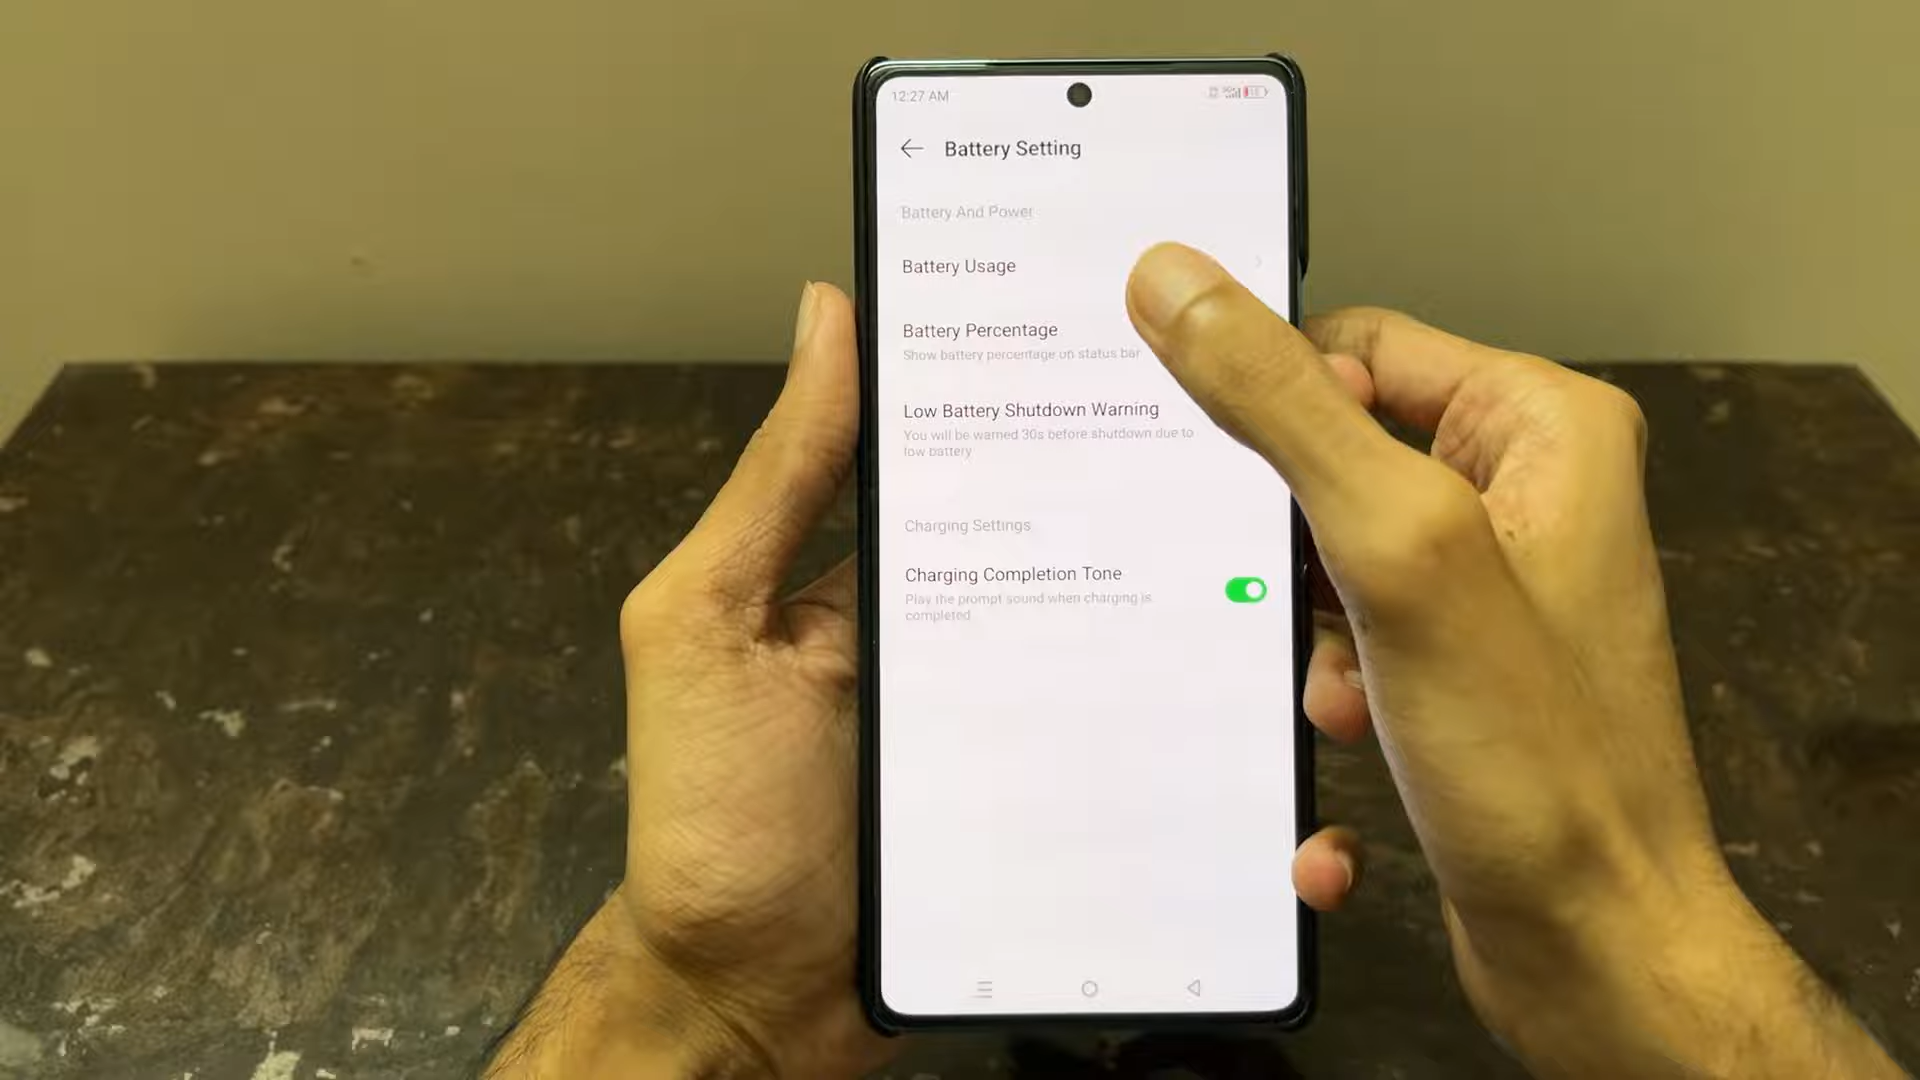 12:27 AM
Battery Setting
Battery And Power
Battery Usage
Battery Percentage
Show battery percentage on status bar
Low Battery Shutdown Warning
You will be warned 30s before shutdown due to
low battery
Charging Settings
Charging Completion Tone
Play the prompt sound when charging is
completed